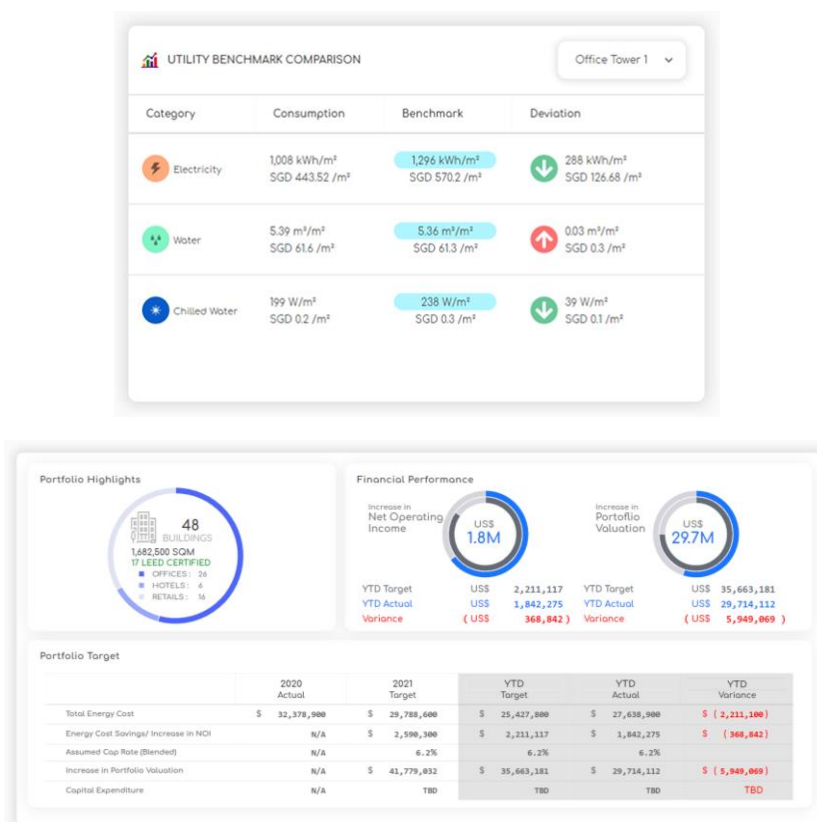 UTILITY BENCHMARK COMPARISON
Office Tower 1
Category Consumption Benchmark Deviation
Electricity
1,008 kWh/m² 1,296 kWh/m² 288 kWh/m²
SGD 443.52 /m² SGD 570.2 /m² SGD 126.68 /m²
Water
5.39 m³/m² 5.36 m³/m² 0.03 m³/m²
SGD 61.6 /m² SGD 61.3 /m² SGD 0.3 /m²
Chilled Water
199 W/m² 238 W/m² 39 W/m²
SGD 0.2 /m² SGD 0.3 /m² SGD 0.1 /m²
Portfolio Highlights
48
BUILDINGS
1,682,500 SQM
17 LEED CERTIFIED
OFFICES: 26
HOTELS: 6
RETAILS: 16
Financial Performance
Increase in
Net Operating
Income
US$
1.8M
YTD Target US$ 2,211,117
YTD Actual US$ 1,842,275
Variance (US$ 368,842)
Increase in
Portoflio
Valuation
US$
29.7M
YTD Target US$ 35,663,181
YTD Actual US$ 29,714,112
Variance (US$ 5,949,069 )
Portfolio Target
2020 2021 YTD YTD YTD
Actual Target Target Actual Variance
Total Energy Cost $ 32,378,900 $ 29,788,600 $ 25,427,800 $ 27,638,900 $ (2,211,100)
Energy Cost Savings/ Increase in NOI N/A $ 2,590,300 $ 2,211,117 $ 1,842,275 $ (368,842)
Assumed Cap Rate (Blended) N/A 6.2% 6.2% 6.2%
Increase in Portfolio Valuation N/A $ 41,779,032 $ 35,663,181 $ 29,714,112 $ (5,949,069)
Capital Expenditure N/A TBD TBD TBD TBD